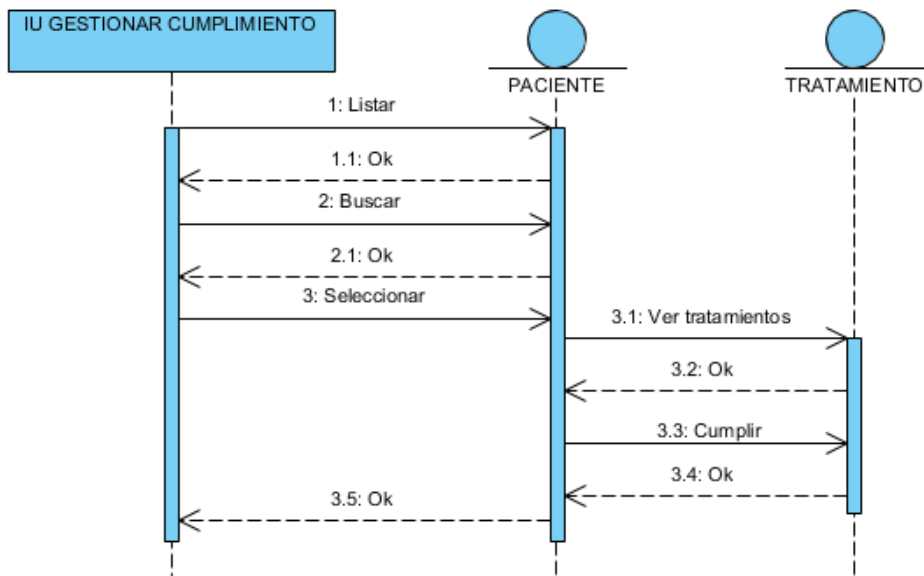 IU GESTIONAR CUMPLIMIENTO
PACIENTE
TRATAMIENTO
1: Listar
1.1: Ok
2: Buscar
2.1: Ok
3: Seleccionar
3.1: Ver tratamientos
3.2: Ok
3.3: Cumplir
3.4: Ok
3.5: Ok